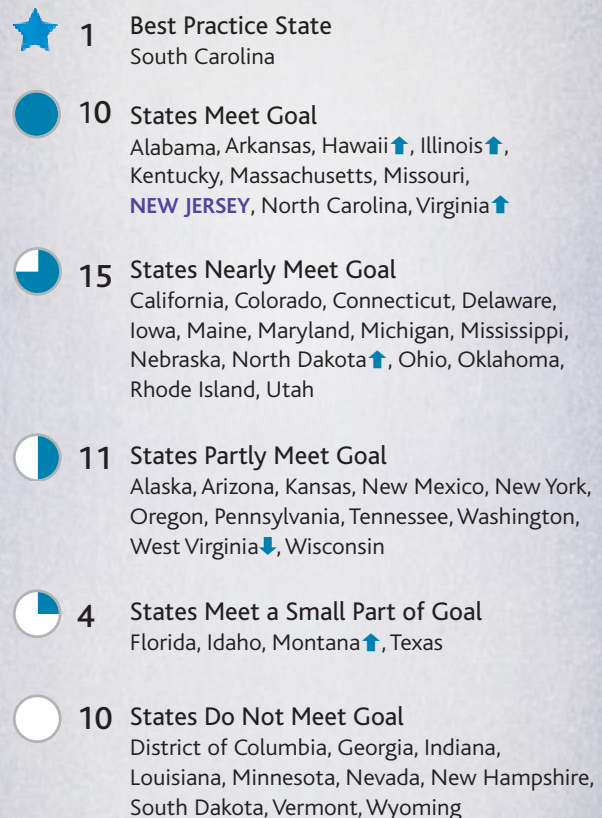 1 Best Practice State
South Carolina
10 States Meet Goal
Alabama, Arkansas, Hawaii⬆, Illinois⬆,
Kentucky, Massachusetts, Missouri,
NEW JERSEY, North Carolina, Virginia⬆
15 States Nearly Meet Goal
California, Colorado, Connecticut, Delaware,
Iowa, Maine, Maryland, Michigan, Mississippi,
Nebraska, North Dakota⬆, Ohio, Oklahoma,
Rhode Island, Utah
11 States Partly Meet Goal
Alaska, Arizona, Kansas, New Mexico, New York,
Oregon, Pennsylvania, Tennessee, Washington,
West Virginia⬇, Wisconsin
4 States Meet a Small Part of Goal
Florida, Idaho, Montana⬆, Texas
10 States Do Not Meet Goal
District of Columbia, Georgia, Indiana,
Louisiana, Minnesota, Nevada, New Hampshire,
South Dakota, Vermont, Wyoming